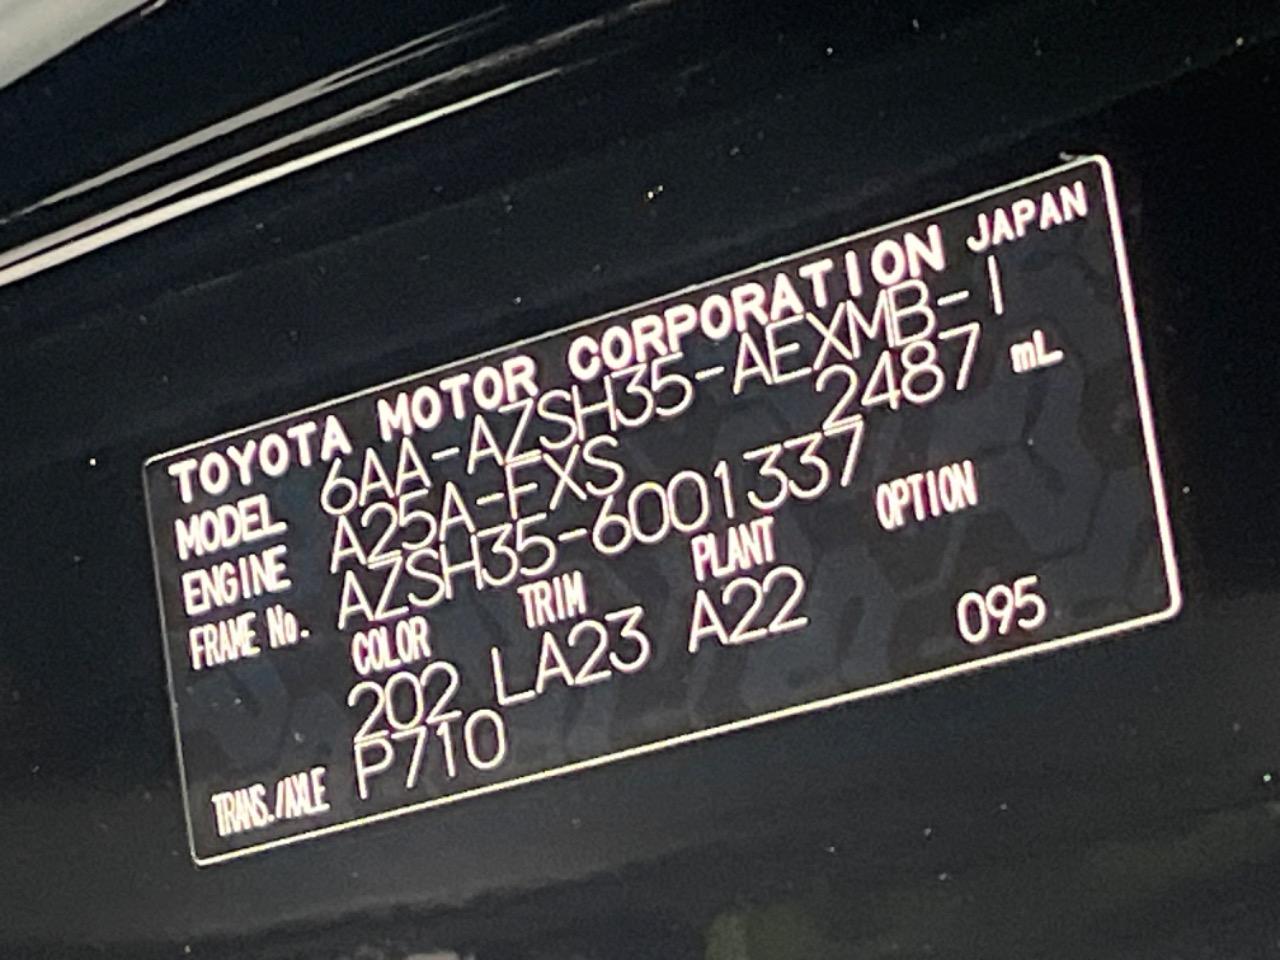 TOYOTA MOTOR CORPORATION JAPAN
MODEL 6AA-AZSH35-AEXMB-1
ENGINE A25A-FXS 2487 mL
FRAME No. AZSH35-6001337
COLOR TRIM PLANT OPTION
202 LA23 A22 095
TRANS./AXLE P710